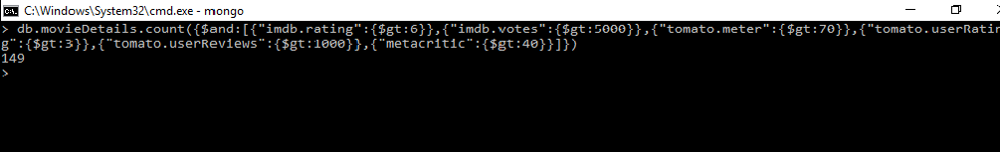 C:\Windows\System32\cmd.exe - mongo
> db.movieDetails.count({$and:[{"imdb.rating":{$gt:6}},{"imdb.votes":{$gt:5000}},{"tomato.meter":{$gt:70}},{"tomato.userRatin
g":{$gt:3}},{"tomato.userReviews":{$gt:1000}},{"metacritic":{$gt:40}}]})
149
>